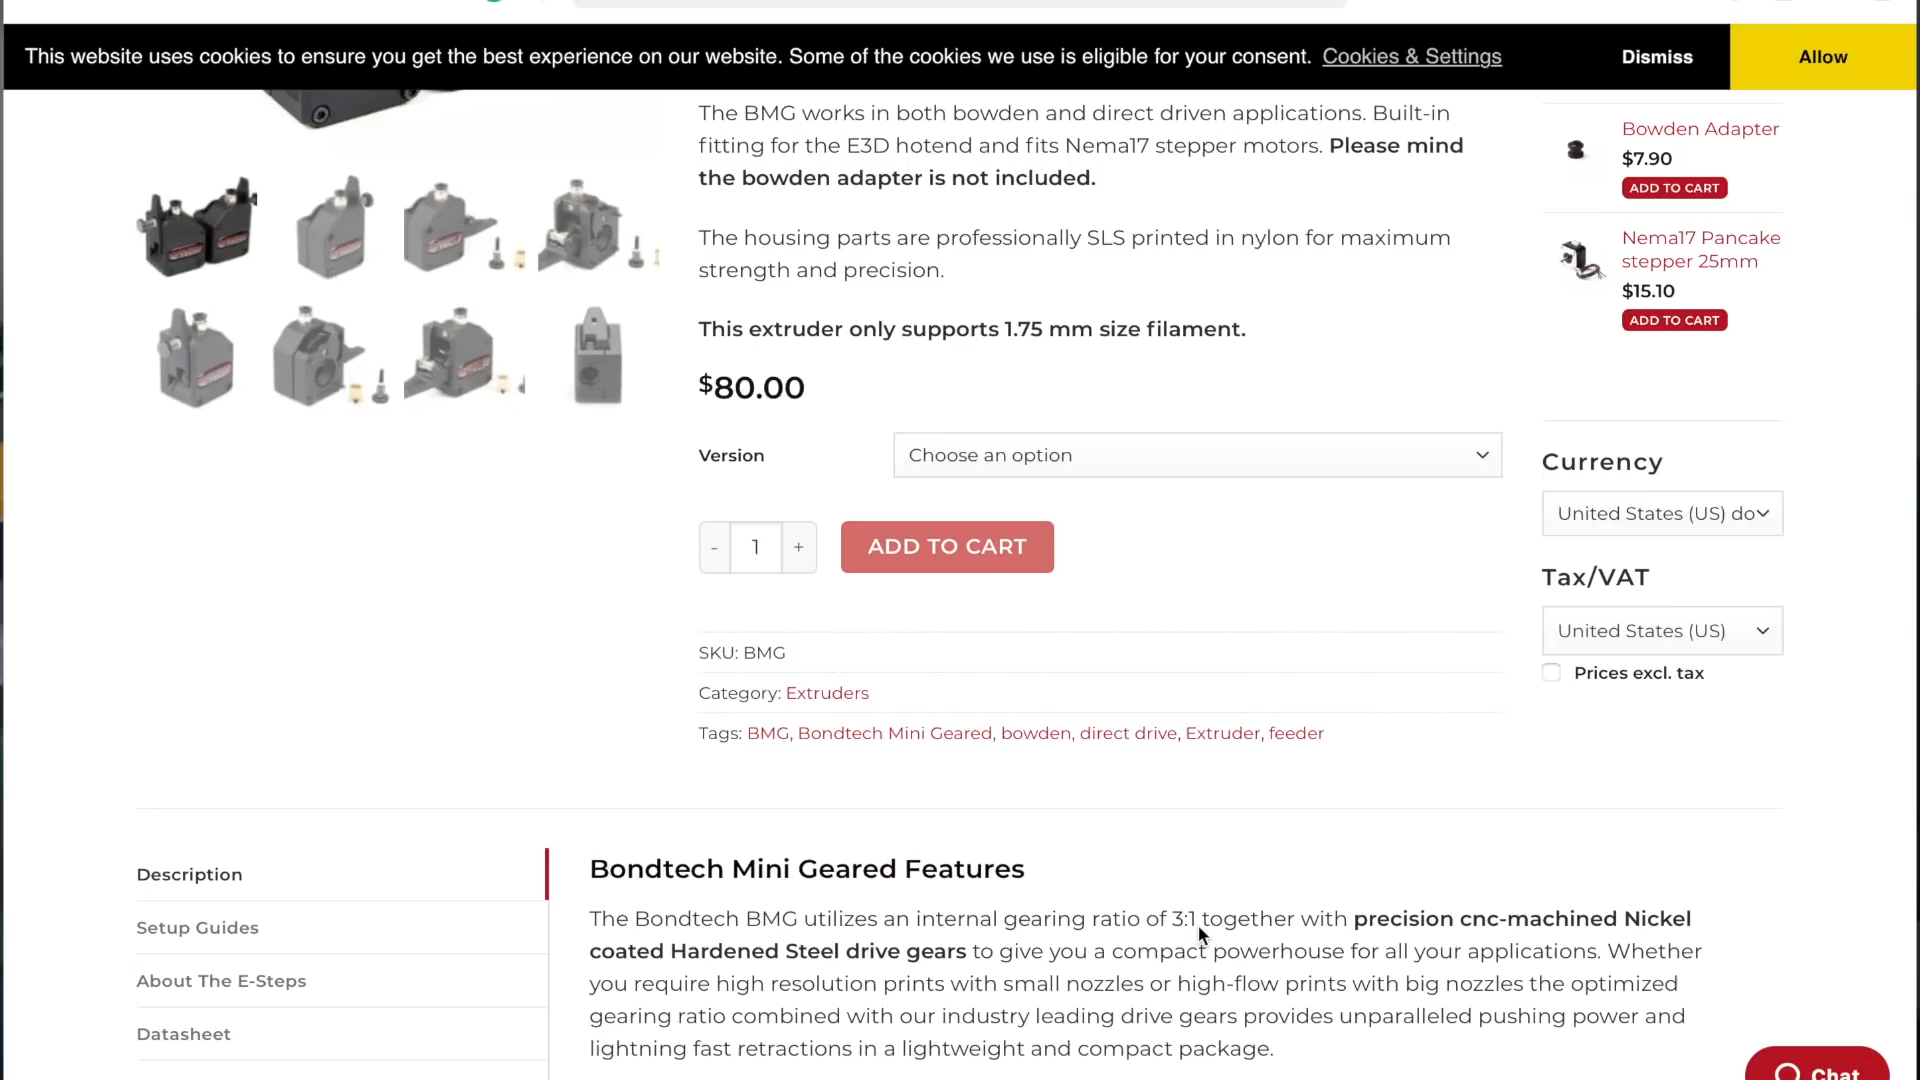 This website uses cookies to ensure you get the best experience on our website. Some of the cookies we use is eligible for your consent. Cookies & Settings
Dismiss
Allow
The BMG works in both bowden and direct driven applications. Built-in
fitting for the E3D hotend and fits Nema17 stepper motors. Please mind
the bowden adapter is not included.
The housing parts are professionally SLS printed in nylon for maximum
strength and precision.
This extruder only supports 1.75 mm size filament.
$80.00
Version
Choose an option
-
1
+
ADD TO CART
SKU: BMG
Category: Extruders
Tags: BMG, Bondtech Mini Geared, bowden, direct drive, Extruder, feeder
Bowden Adapter
$7.90
ADD TO CART
Nema17 Pancake
stepper 25mm
$15.10
ADD TO CART
Currency
United States (US) do
Tax/VAT
United States (US)
Prices excl. tax
Description
Setup Guides
About The E-Steps
Datasheet
Bondtech Mini Geared Features
The Bondtech BMG utilizes an internal gearing ratio of 3:1 together with precision cnc-machined Nickel
coated Hardened Steel drive gears to give you a compact powerhouse for all your applications. Whether
you require high resolution prints with small nozzles or high-flow prints with big nozzles the optimized
gearing ratio combined with our industry leading drive gears provides unparalleled pushing power and
lightning fast retractions in a lightweight and compact package.
Chat